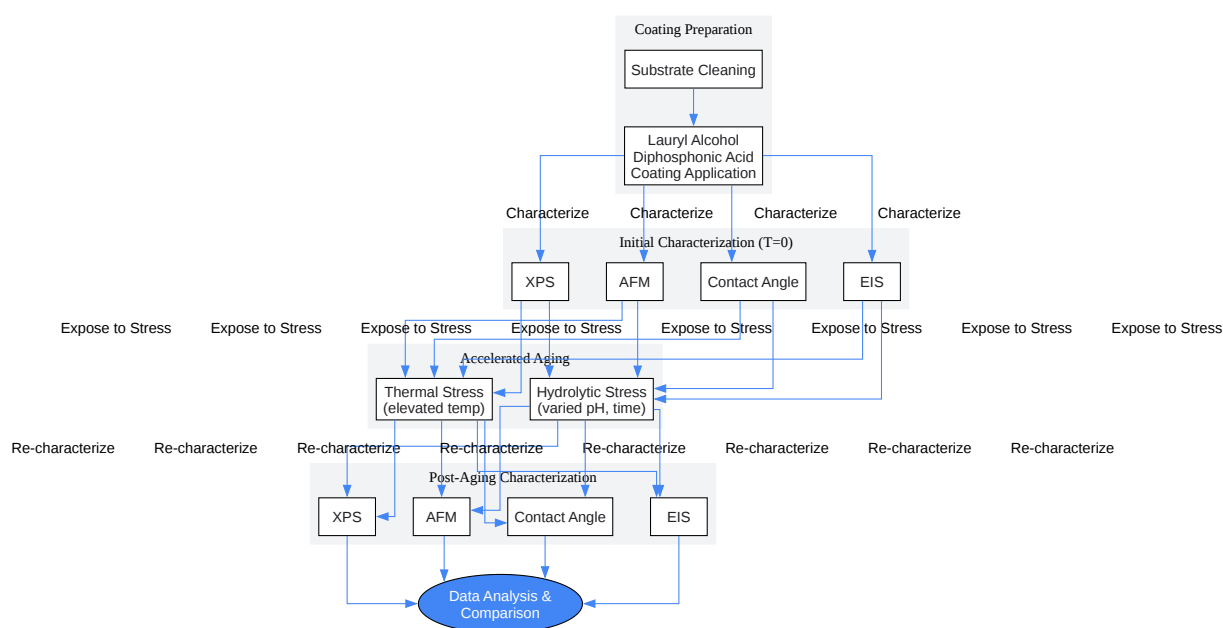 Coating Preparation
Substrate Cleaning
Lauryl Alcohol
Diphosphonic Acid
Coating Application
Characterize Characterize Characterize Characterize
Initial Characterization (T=0)
XPS AFM Contact Angle EIS
Expose to Stress Expose to Stress Expose to Stress Expose to Stress Expose to Stress Expose to Stress Expose to Stress Expose to Stress
Accelerated Aging
Thermal Stress
(elevated temp)
Hydrolytic Stress
(varied pH, time)
Re-characterize Re-characterize Re-characterize Re-characterize Re-characterize Re-characterize Re-characterize Re-characterize
Post-Aging Characterization
XPS AFM Contact Angle EIS
Data Analysis &
Comparison